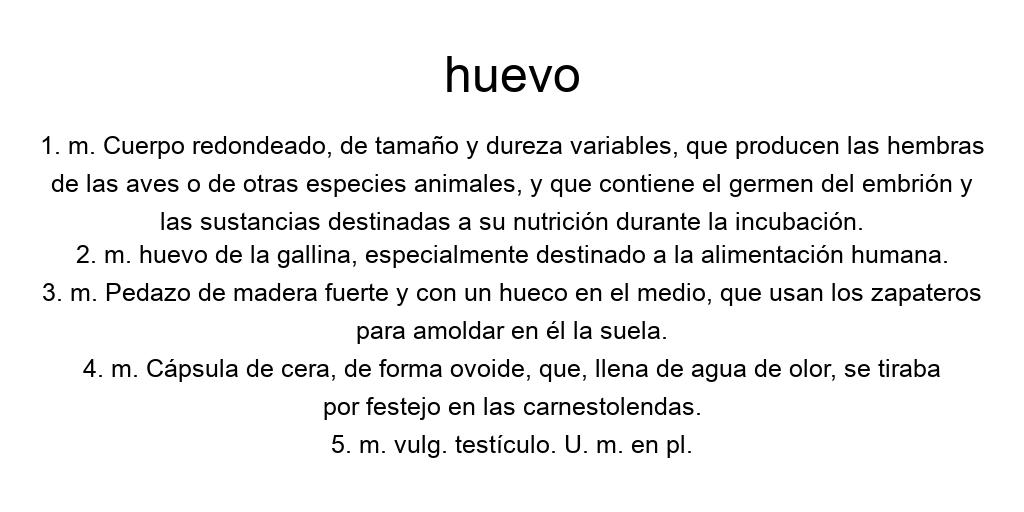 huevo
1. m. Cuerpo redondeado, de tamaño y dureza variables, que producen las hembras
de las aves o de otras especies animales, y que contiene el germen del embrión y
las sustancias destinadas a su nutrición durante la incubación.
2. m. huevo de la gallina, especialmente destinado a la alimentación humana.
3. m. Pedazo de madera fuerte y con un hueco en el medio, que usan los zapateros
para amoldar en él la suela.
4. m. Cápsula de cera, de forma ovoide, que, llena de agua de olor, se tiraba
por festejo en las carnestolendas.
5. m. vulg. testículo. U. m. en pl.